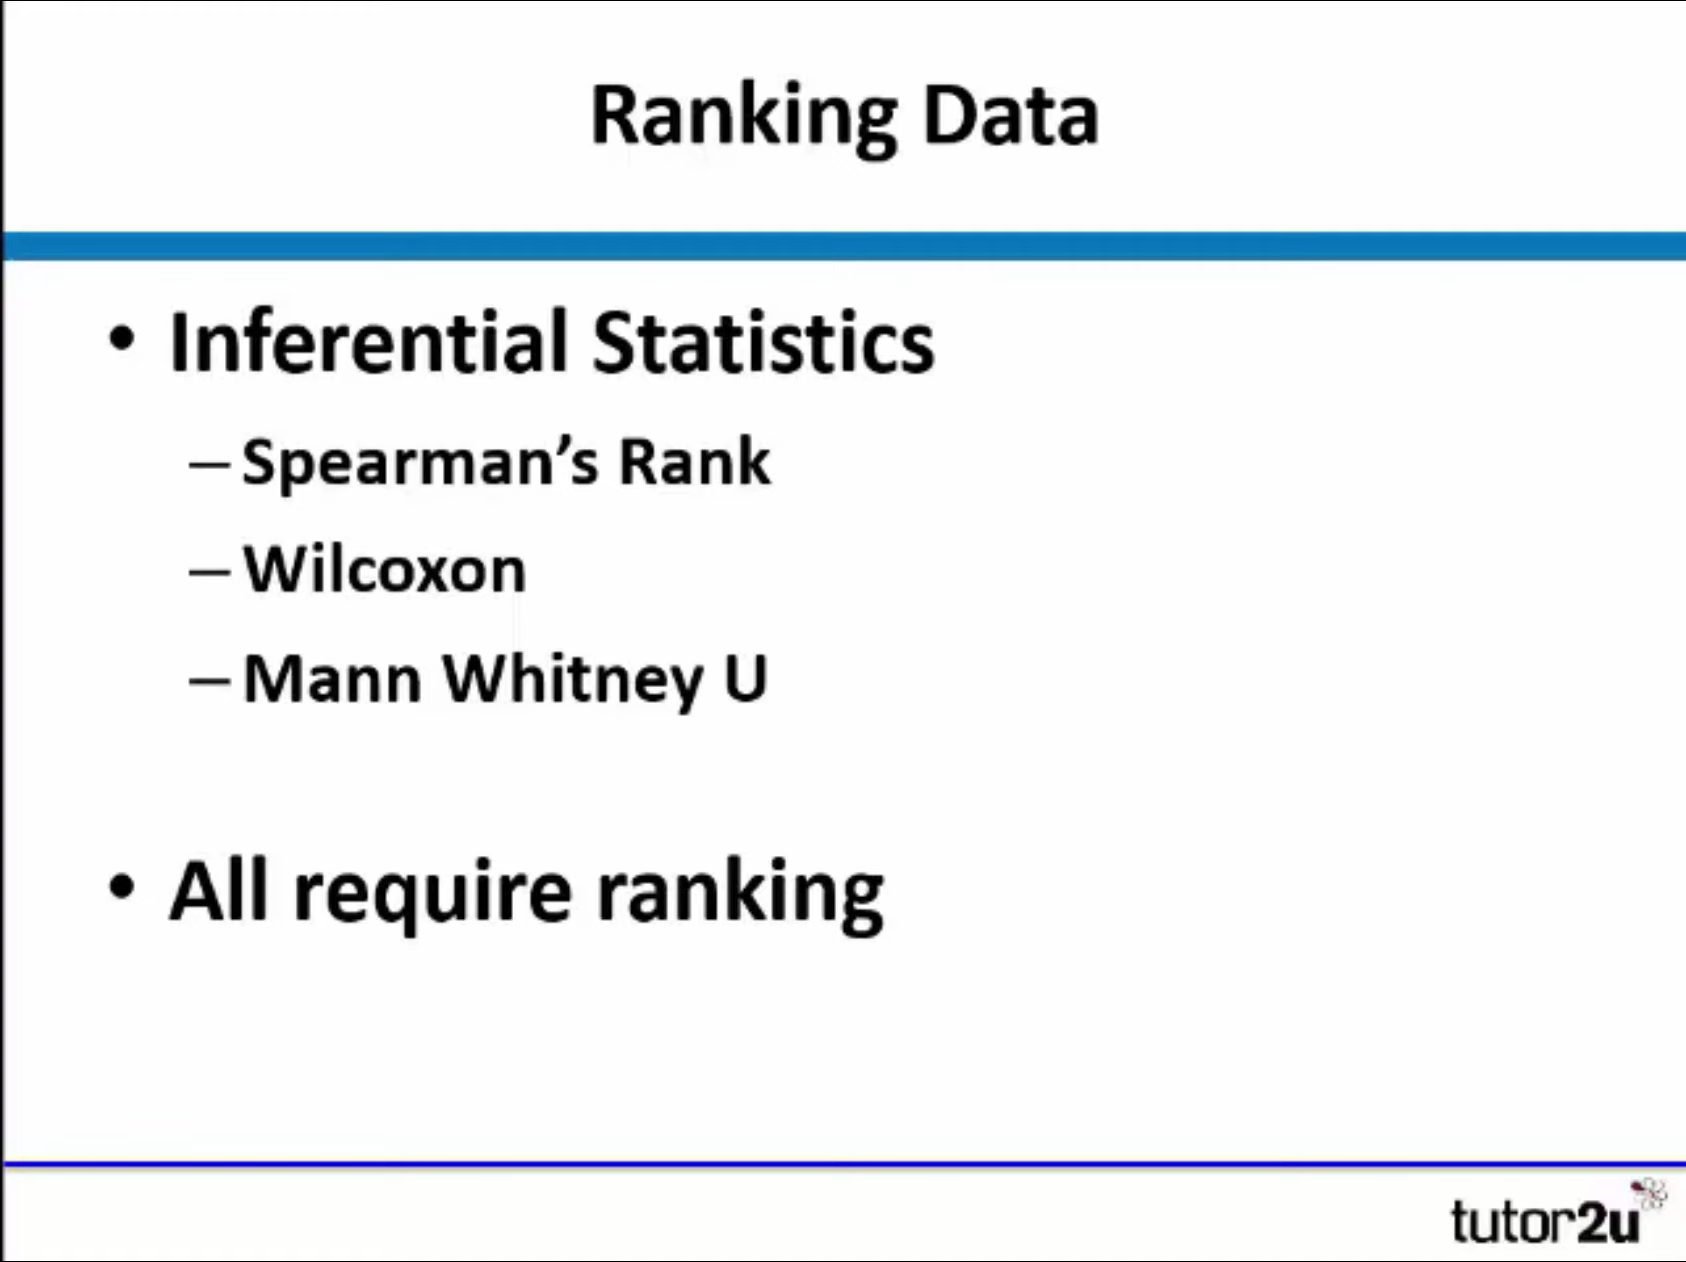 Ranking Data
• Inferential Statistics
– Spearman’s Rank
– Wilcoxon
– Mann Whitney U
• All require ranking
tutor2u